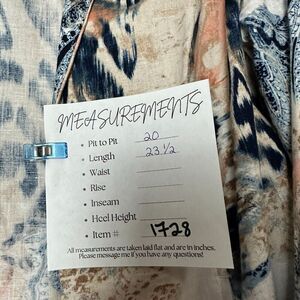 MEASUREMENTS
• Pit to Pit 20
• Length 23 1/2
• Waist
• Rise
• Inseam
• Heel Height
• Item # 1728
All measurements are taken laid flat and are in inches.
Please message me if you have any questions!